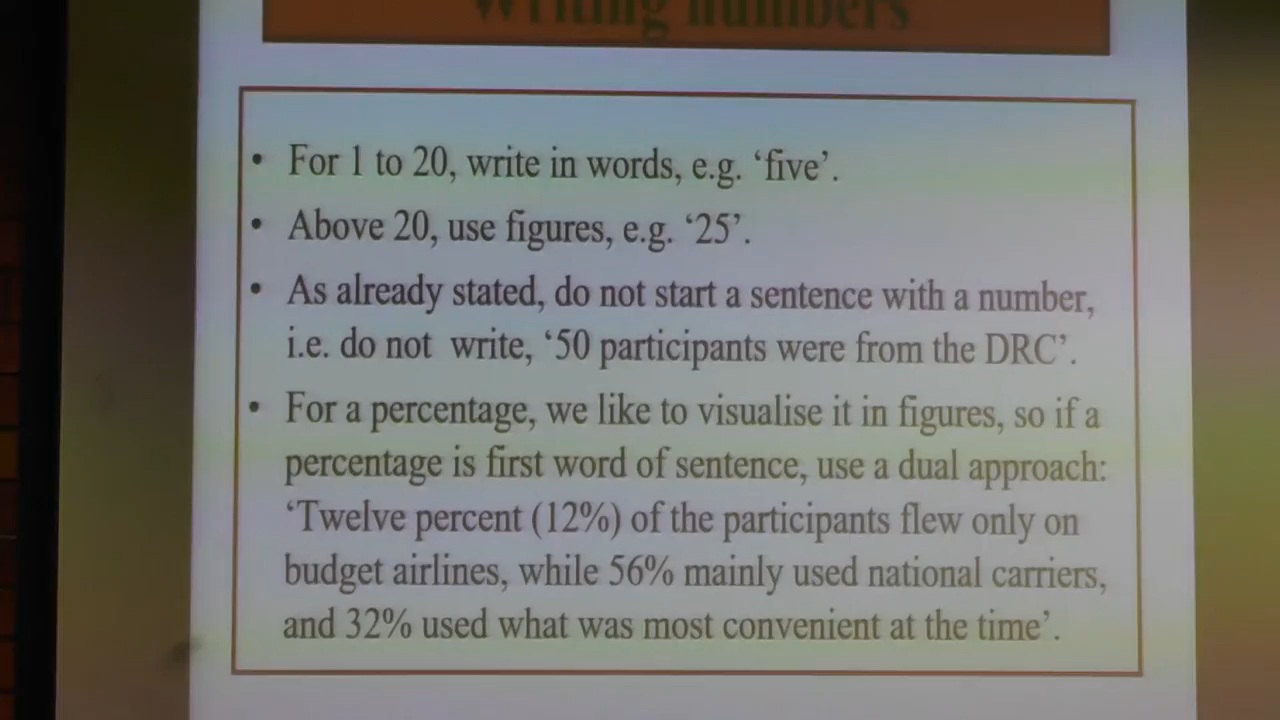 Writing numbers
• For 1 to 20, write in words, e.g. ‘five’.
• Above 20, use figures, e.g. ‘25’.
• As already stated, do not start a sentence with a number,
i.e. do not write, ‘50 participants were from the DRC’.
• For a percentage, we like to visualise it in figures, so if a
percentage is first word of sentence, use a dual approach:
‘Twelve percent (12%) of the participants flew only on
budget airlines, while 56% mainly used national carriers,
and 32% used what was most convenient at the time’.